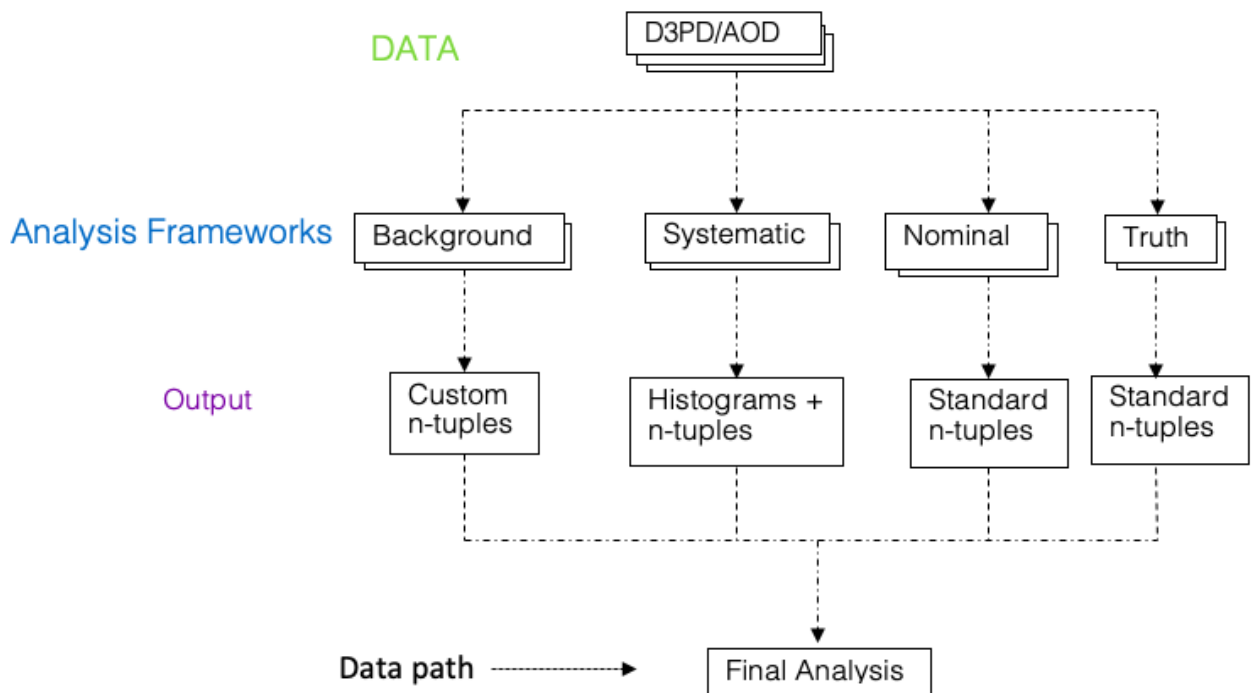 DATA
D3PD/AOD
Analysis Frameworks
Background
Systematic
Nominal
Truth
Output
Custom
n-tuples
Histograms +
n-tuples
Standard
n-tuples
Standard
n-tuples
Data path
Final Analysis